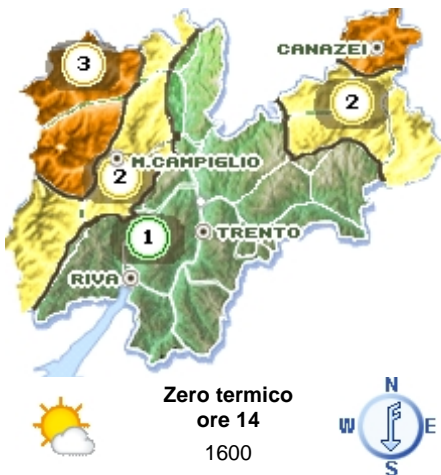 CANAZEI
3
2
M.CAMPIGLIO
2
1
TRENTO
RIVA
Zero termico
ore 14
1600
N
W E
S